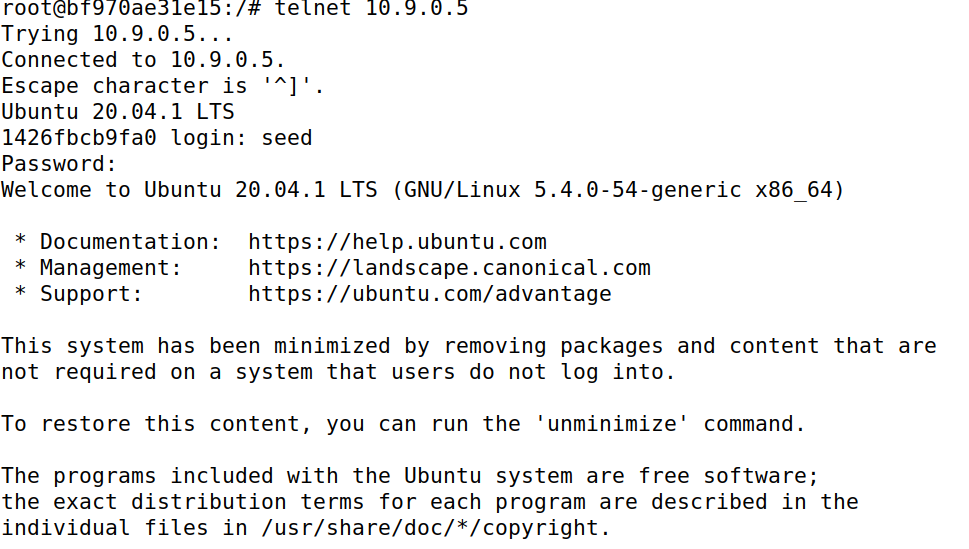 root@bf970ae31e15:/# telnet 10.9.0.5
Trying 10.9.0.5...
Connected to 10.9.0.5.
Escape character is '^]'.
Ubuntu 20.04.1 LTS
1426fbcb9fa0 login: seed
Password:
Welcome to Ubuntu 20.04.1 LTS (GNU/Linux 5.4.0-54-generic x86_64)
 * Documentation:  https://help.ubuntu.com
 * Management:     https://landscape.canonical.com
 * Support:        https://ubuntu.com/advantage
This system has been minimized by removing packages and content that are
not required on a system that users do not log into.
To restore this content, you can run the 'unminimize' command.
The programs included with the Ubuntu system are free software;
the exact distribution terms for each program are described in the
individual files in /usr/share/doc/*/copyright.